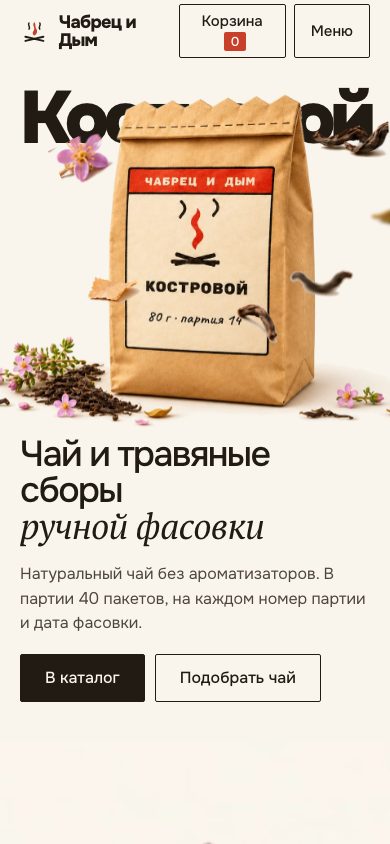 Чабрец и
Дым
Корзина
0
Меню
Костровой
ЧАБРЕЦ И ДЫМ
КОСТРОВОЙ
80 г · партия 14
Чай и травяные
сборы
ручной фасовки
Натуральный чай без ароматизаторов. В
партии 40 пакетов, на каждом номер партии
и дата фасовки.
В каталог
Подобрать чай